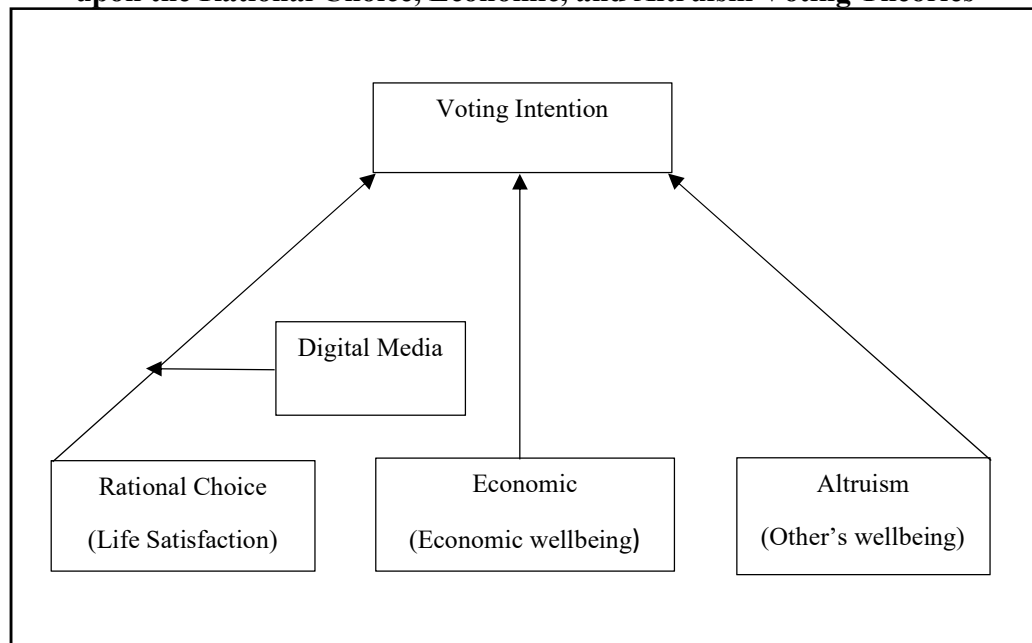 upon the Rational Choice, Economic, and Altruism Voting Theories
Voting Intention
Digital Media
Rational Choice
(Life Satisfaction)
Economic
(Economic wellbeing)
Altruism
(Other's wellbeing)